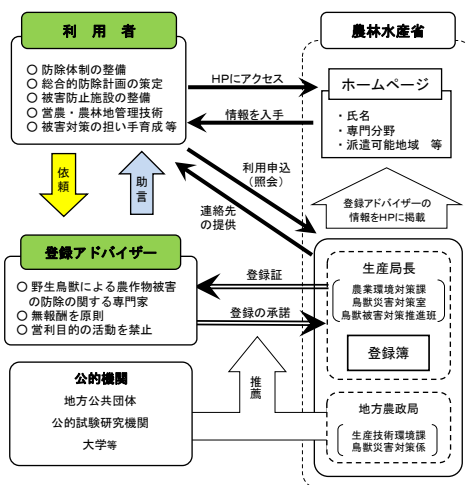 利 用 者
○ 防除体制の整備
○ 総合的防除計画の策定
○ 被害防止施設の整備
○ 営農・農林地管理技術
○ 被害対策の担い手育成 等
農林水産省
HPにアクセス
情報を入手
ホームページ
・氏名
・専門分野
・派遣可能地域 等
依頼
助言
利用申込
（照会）
連絡先
の提供
登録アドバイザーの
情報をHPに掲載
登録アドバイザー
○ 野生鳥獣による農作物被害
の防除の関する専門家
○ 無報酬を原則
○ 営利目的の活動を禁止
登録証
登録の承諾
生産局長
農業環境対策課
鳥獣災害対策室
鳥獣被害対策推進班
登録簿
公的機関
地方公共団体
公的試験研究機関
大学等
推薦
地方農政局
生産技術環境課
鳥獣災害対策係